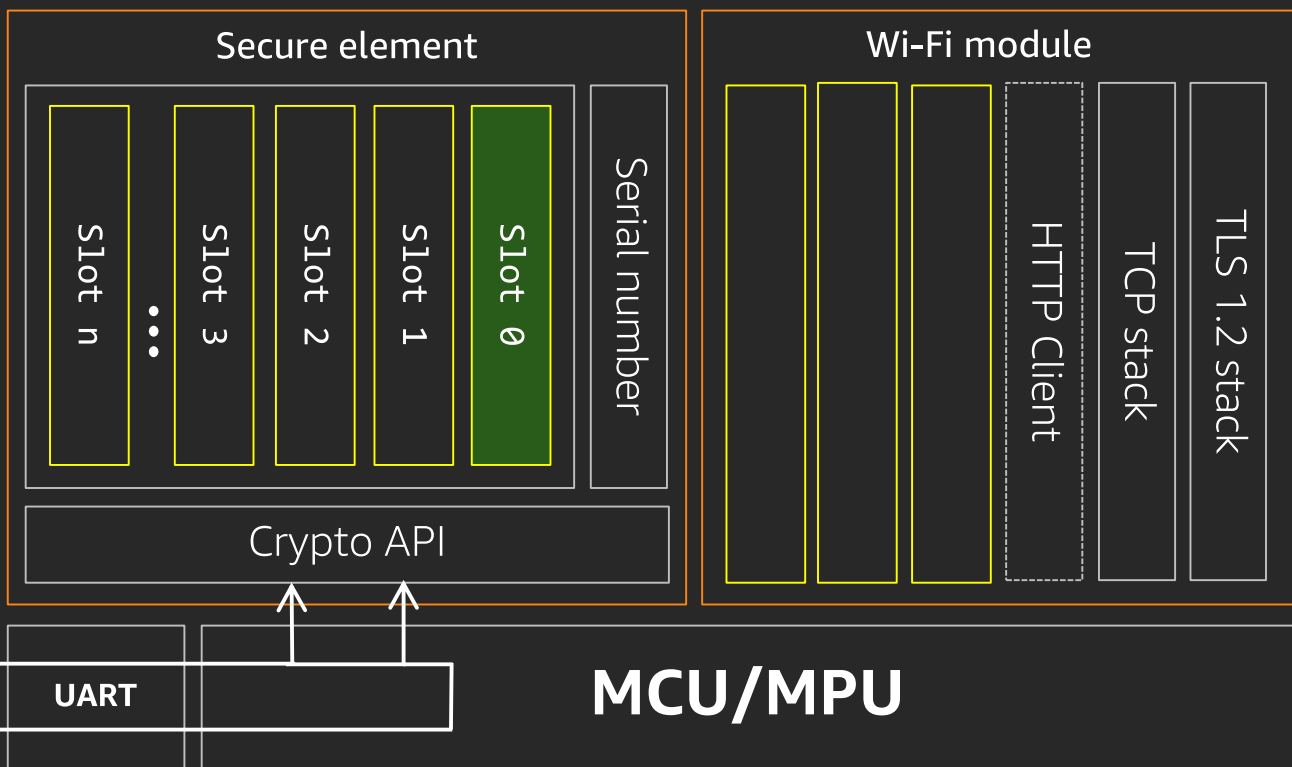 Secure element
Slot n
Slot 3
Slot 2
Slot 1
Slot 0
Serial number
Crypto API
Wi-Fi module
HTTP Client
TCP stack
TLS 1.2 stack
UART
MCU/MPU